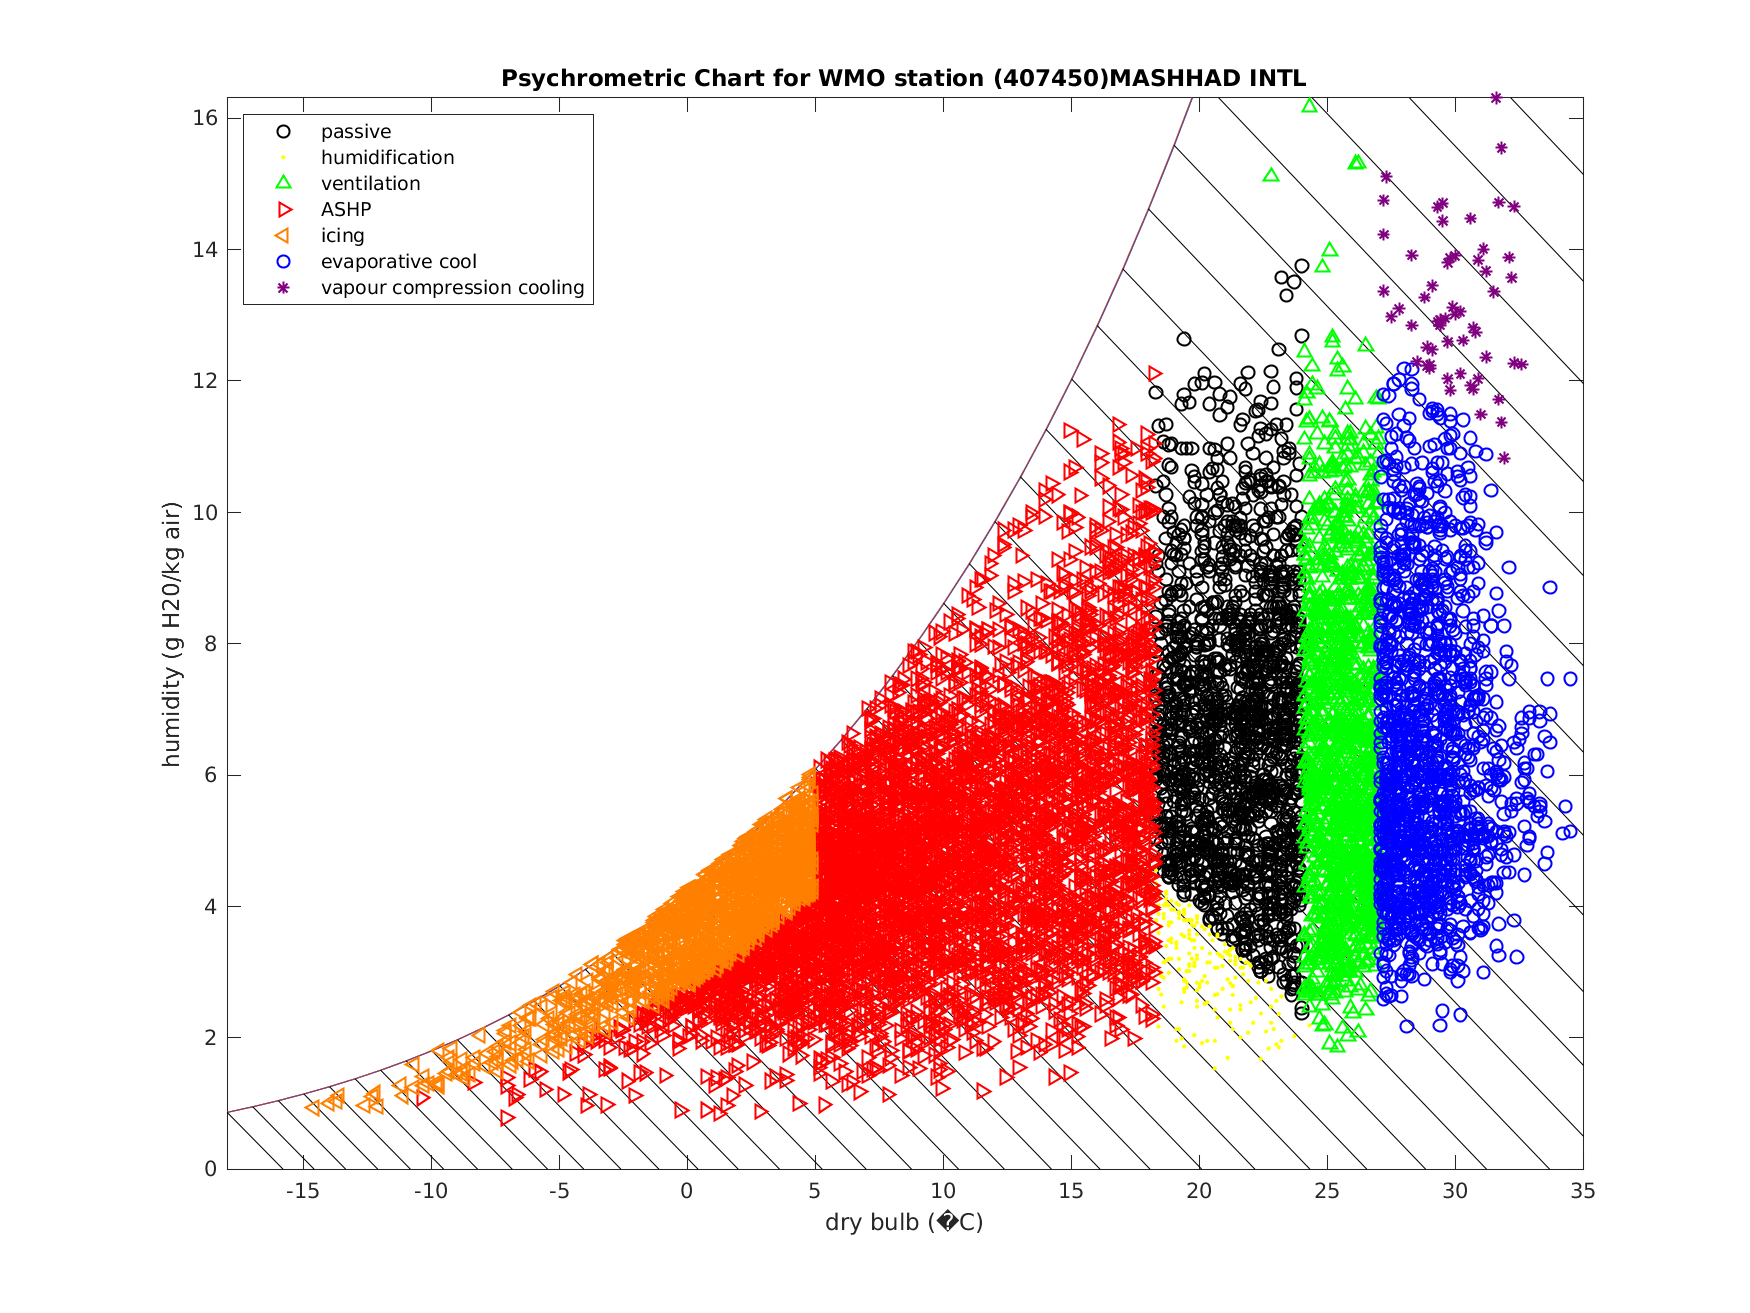 Psychrometric Chart for WMO station (407450)MASHHAD INTL
passive
humidification
ventilation
ASHP
icing
evaporative cool
vapour compression cooling
humidity (g H20/kg air)
16
14
12
10
8
6
4
2
0
-15 -10 -5 0 5 10 15 20 25 30 35
dry bulb (�C)